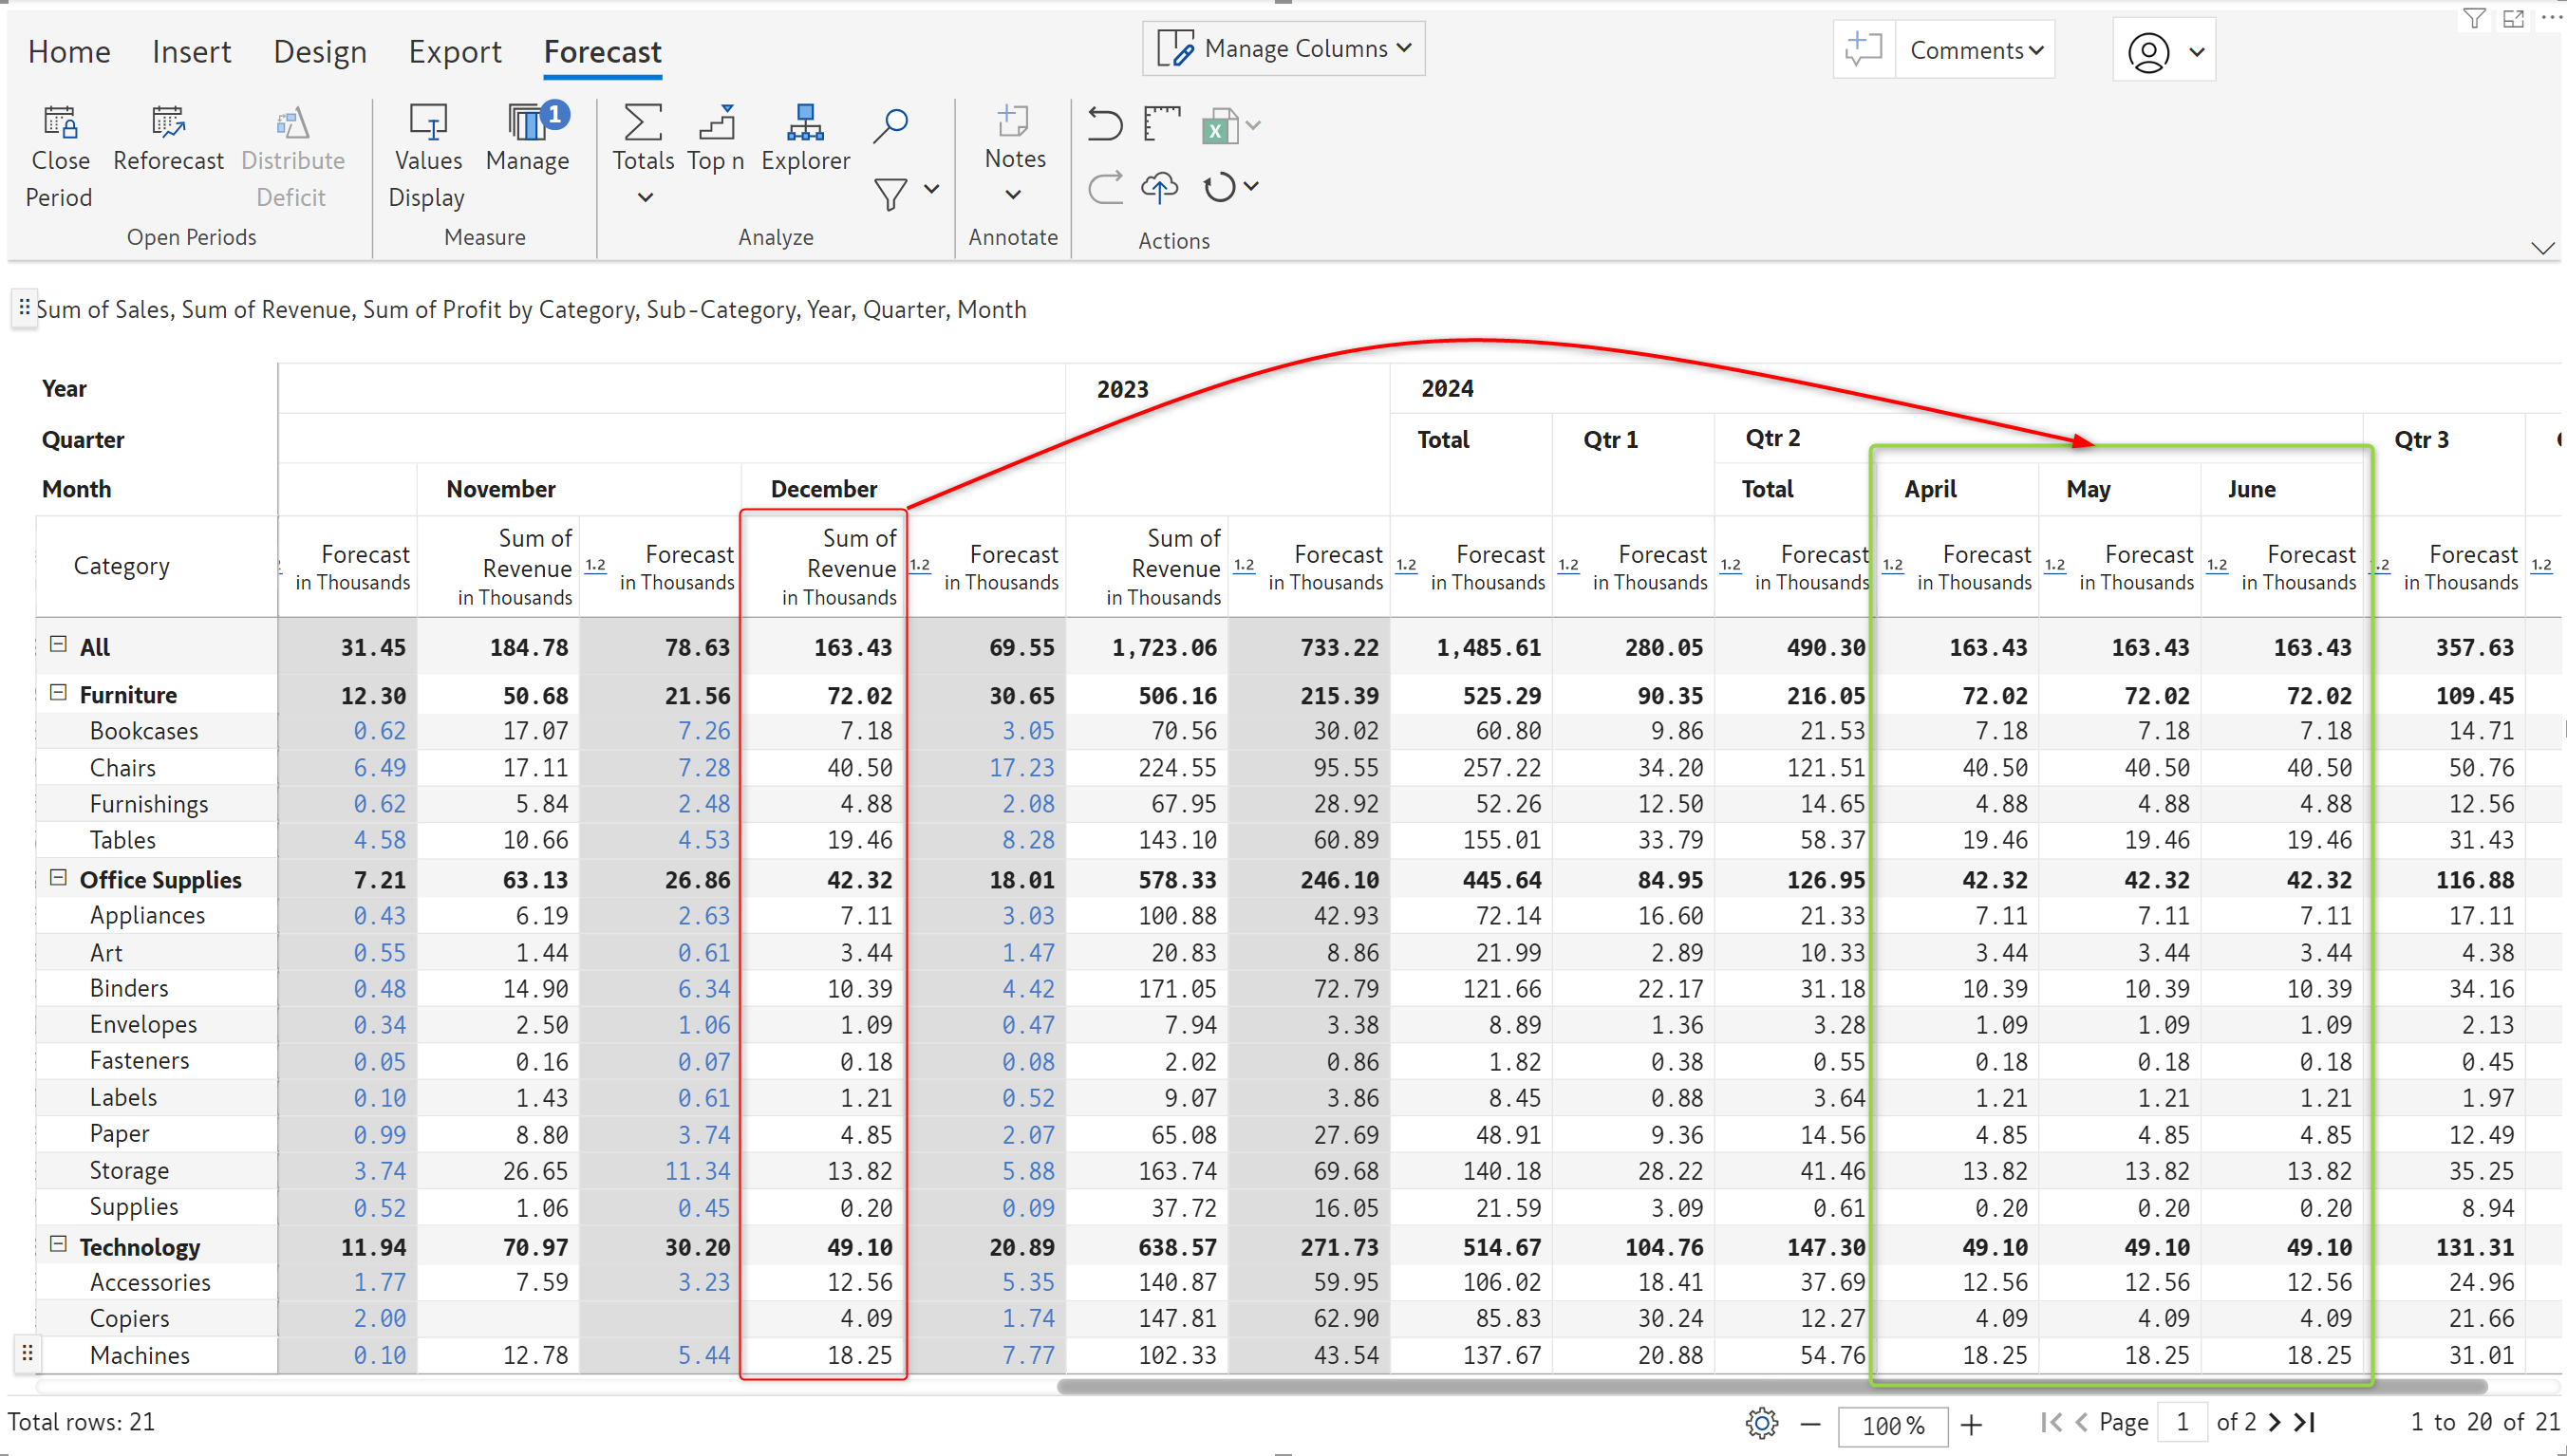 Home Insert Design Export Forecast Manage Columns Comments
1
Close Reforecast Distribute Values Manage Totals Top n Explorer Notes
Period Deficit Display
Open Periods Measure Analyze Annotate Actions
Sum of Sales, Sum of Revenue, Sum of Profit by Category, Sub-Category, Year, Quarter, Month
Year 2023 2024
Quarter Total Qtr 1 Qtr 2 Qtr 3
Month November December Total April May June
Category Forecast in Thousands Sum of Revenue in Thousands 1.2 Forecast in Thousands Sum of Revenue in Thousands 1.2 Forecast in Thousands Sum of Revenue in Thousands 1.2 Forecast in Thousands 1.2 Forecast in Thousands 1.2 Forecast in Thousands 1.2 Forecast in Thousands 1.2 Forecast in Thousands 1.2 Forecast in Thousands 1.2 Forecast in Thousands Forecast in Thousands 1.2
All 31.45 184.78 78.63 163.43 69.55 1,723.06 733.22 1,485.61 280.05 490.30 163.43 163.43 163.43 357.63
Furniture 12.30 50.68 21.56 72.02 30.65 506.16 215.39 525.29 90.35 216.05 72.02 72.02 72.02 109.45
Bookcases 0.62 17.07 7.26 7.18 3.05 70.56 30.02 60.80 9.86 21.53 7.18 7.18 7.18 14.71
Chairs 6.49 17.11 7.28 40.50 17.23 224.55 95.55 257.22 34.20 121.51 40.50 40.50 40.50 50.76
Furnishings 0.62 5.84 2.48 4.88 2.08 67.95 28.92 52.26 12.50 14.65 4.88 4.88 4.88 12.56
Tables 4.58 10.66 4.53 19.46 8.28 143.10 60.89 155.01 33.79 58.37 19.46 19.46 19.46 31.43
Office Supplies 7.21 63.13 26.86 42.32 18.01 578.33 246.10 445.64 84.95 126.95 42.32 42.32 42.32 116.88
Appliances 0.43 6.19 2.63 7.11 3.03 100.88 42.93 72.14 16.60 21.33 7.11 7.11 7.11 17.11
Art 0.55 1.44 0.61 3.44 1.47 20.83 8.86 21.99 2.89 10.33 3.44 3.44 3.44 4.38
Binders 0.48 14.90 6.34 10.39 4.42 171.05 72.79 121.66 22.17 31.18 10.39 10.39 10.39 34.16
Envelopes 0.34 2.50 1.06 1.09 0.47 7.94 3.38 8.89 1.36 3.28 1.09 1.09 1.09 2.13
Fasteners 0.05 0.16 0.07 0.18 0.08 2.02 0.86 1.82 0.38 0.55 0.18 0.18 0.18 0.45
Labels 0.10 1.43 0.61 1.21 0.52 9.07 3.86 8.45 0.88 3.64 1.21 1.21 1.21 1.97
Paper 0.99 8.80 3.74 4.85 2.07 65.08 27.69 48.91 9.36 14.56 4.85 4.85 4.85 12.49
Storage 3.74 26.65 11.34 13.82 5.88 163.74 69.68 140.18 28.22 41.46 13.82 13.82 13.82 35.25
Supplies 0.52 1.06 0.45 0.20 0.09 37.72 16.05 21.59 3.09 0.61 0.20 0.20 0.20 8.94
Technology 11.94 70.97 30.20 49.10 20.89 638.57 271.73 514.67 104.76 147.30 49.10 49.10 49.10 131.31
Accessories 1.77 7.59 3.23 12.56 5.35 140.87 59.95 106.02 18.41 37.69 12.56 12.56 12.56 24.96
Copiers 2.00 4.09 1.74 147.81 62.90 85.83 30.24 12.27 4.09 4.09 4.09 21.66
Machines 0.10 12.78 5.44 18.25 7.77 102.33 43.54 137.67 20.88 54.76 18.25 18.25 18.25 31.01
Total rows: 21 100 % Page 1 of 2 1 to 20 of 21